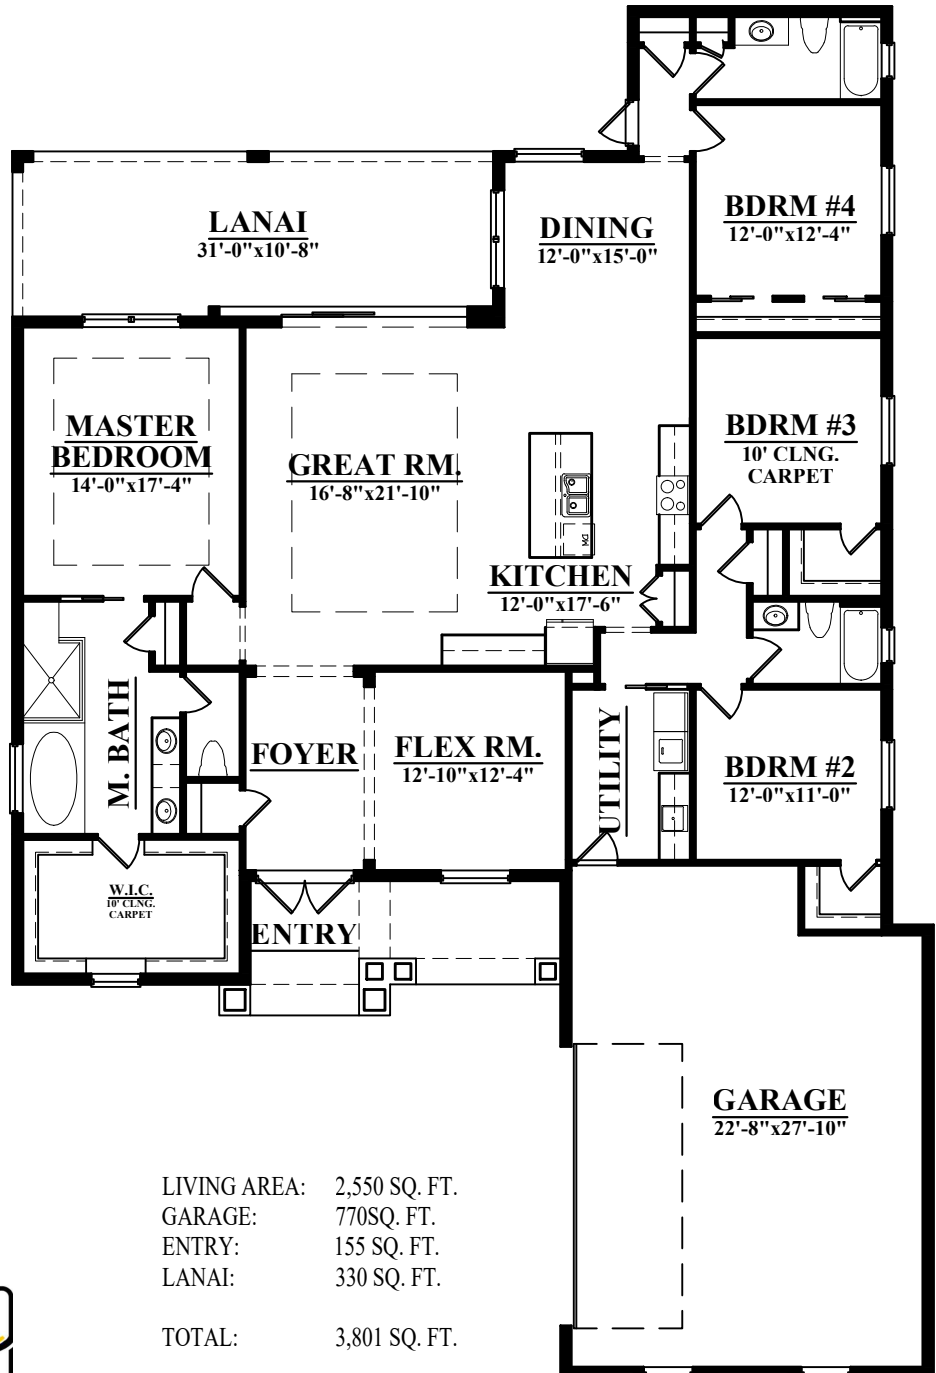 BDRM #4
12'-0"x12'-4"
LANAI
31'-0"x10'-8"
DINING
12'-0"x15'-0"
MASTER
BEDROOM
14'-0"x17'-4"
GREAT RM.
16'-8"x21'-10"
BDRM #3
10' CLNG.
CARPET
DW
KITCHEN
12'-0"x17'-6"
M. BATH
FOYER
FLEX RM.
12'-10"x12'-4"
UTILITY
BDRM #2
12'-0"x11'-0"
W.I.C.
10' CLNG.
CARPET
ENTRY
GARAGE
22'-8"x27'-10"
LIVING AREA: 2,550 SQ. FT.
GARAGE: 770SQ. FT.
ENTRY: 155 SQ. FT.
LANAI: 330 SQ. FT.
TOTAL: 3,801 SQ. FT.